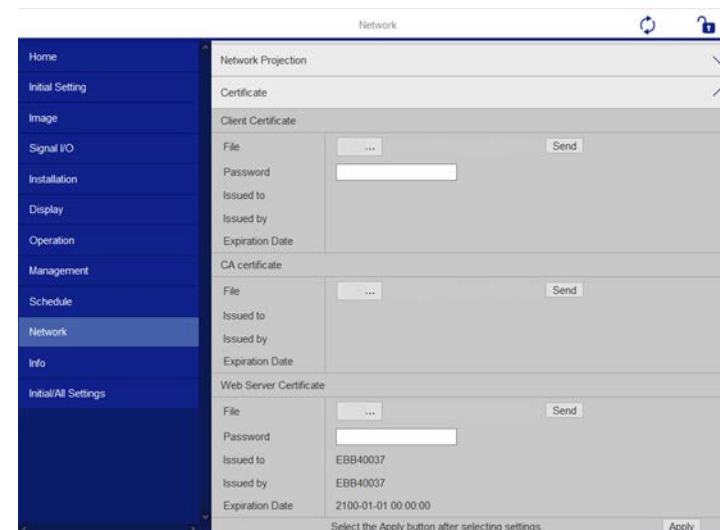 Network
Home
Initial Setting
Image
Signal I/O
Installation
Display
Operation
Management
Schedule
Network
Info
Initial/All Settings
Network Projection
Certificate
Client Certificate
File ... Send
Password
Issued to
Issued by
Expiration Date
CA certificate
File ... Send
Issued to
Issued by
Expiration Date
Web Server Certificate
File ... Send
Password
Issued to EBB40037
Issued by EBB40037
Expiration Date 2100-01-01 00:00:00
Select the Apply button after selecting settings. Apply